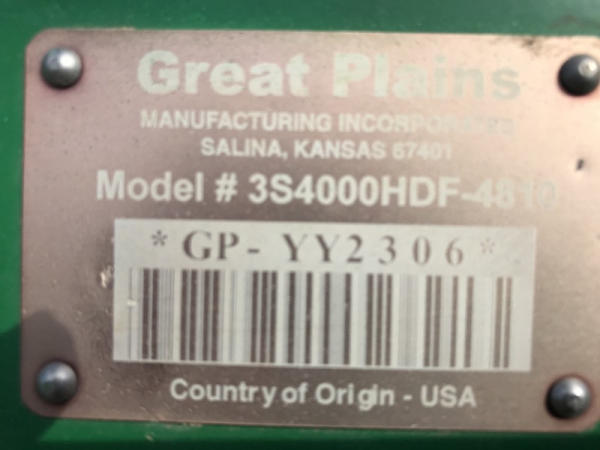 Great Plains
MANUFACTURING INCORPORATED
SALINA, KANSAS 67401
Model # 3S4000HDF-4810
* GP- YY2306 *
Country of Origin - USA